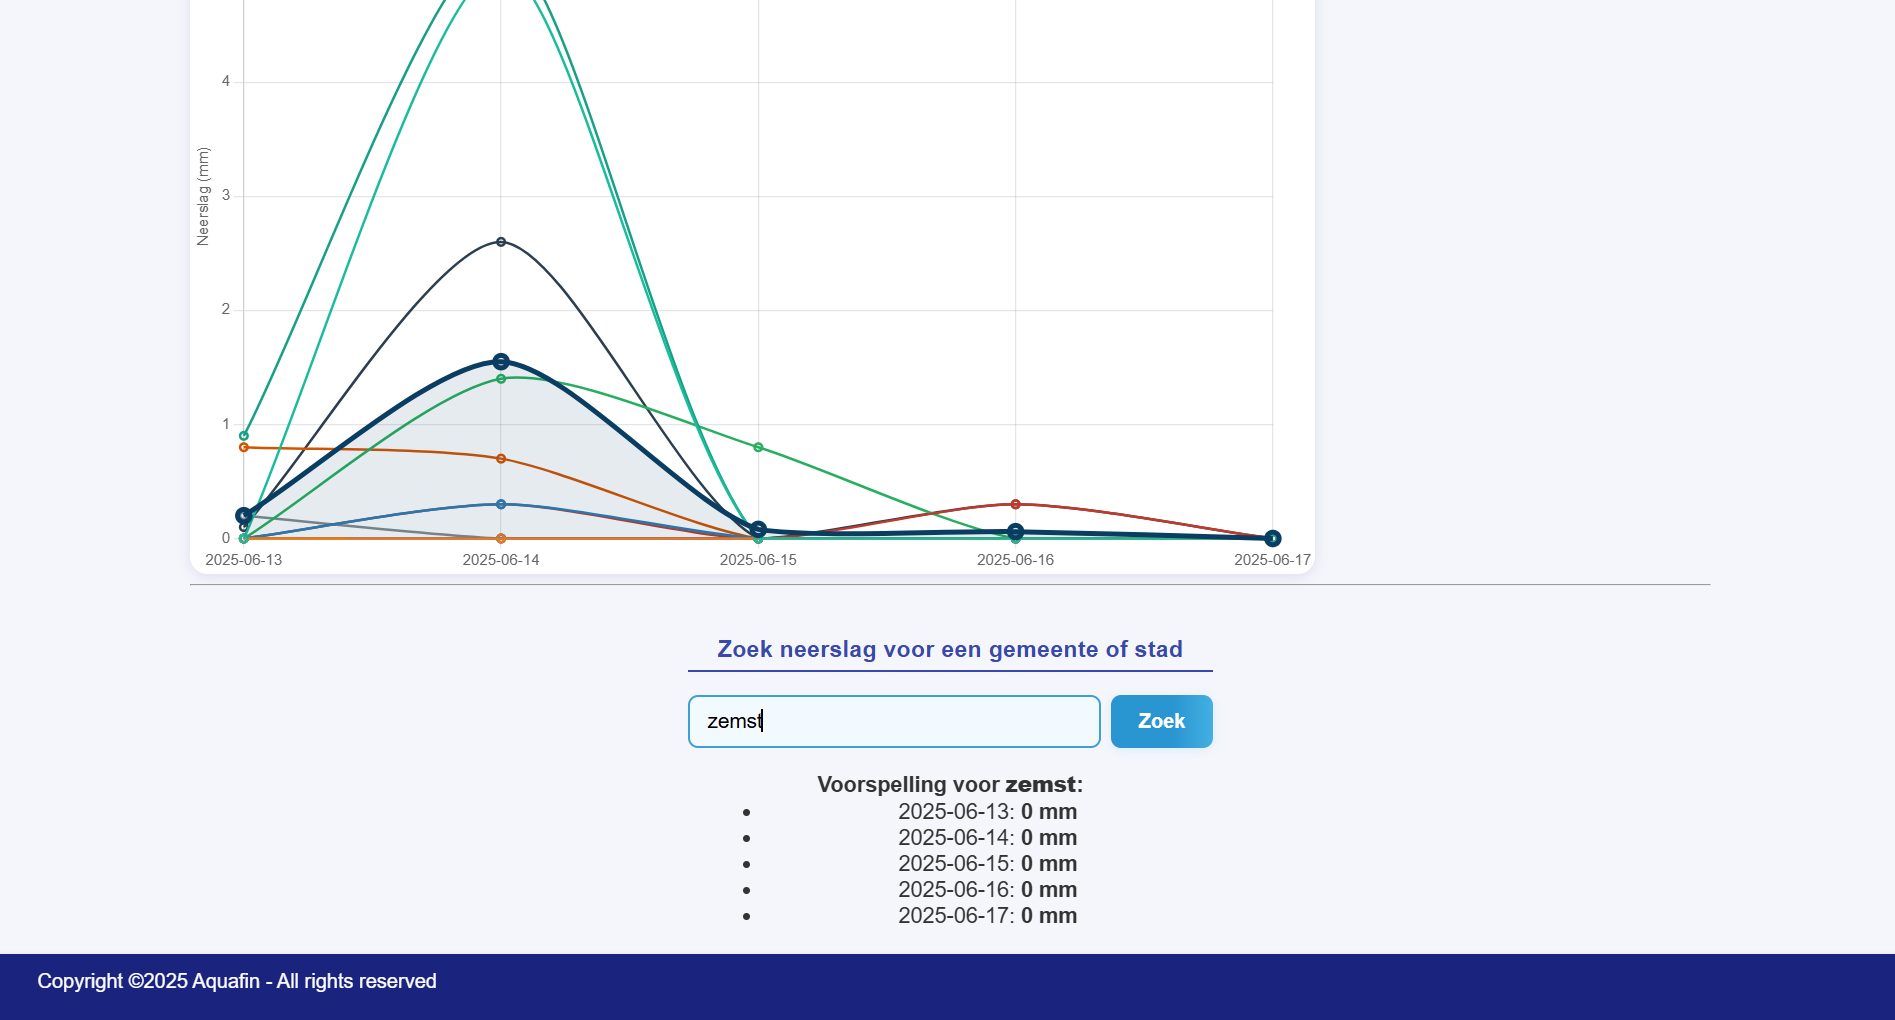 4
Neerslag (mm)
3
2
1
0
2025-06-13 2025-06-14 2025-06-15 2025-06-16 2025-06-17
Zoek neerslag voor een gemeente of stad
zemst Zoek
Voorspelling voor zemst:
• 2025-06-13: 0 mm
• 2025-06-14: 0 mm
• 2025-06-15: 0 mm
• 2025-06-16: 0 mm
• 2025-06-17: 0 mm
Copyright ©2025 Aquafin - All rights reserved